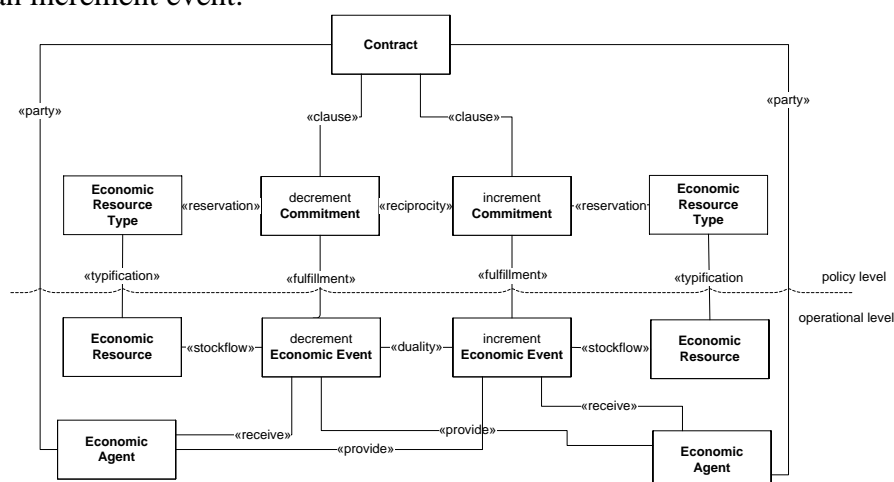 an increment event.
Contract
«party»
«party»
«clause»
«clause»
Economic
Resource
Type
«reservation»
decrement
Commitment
«reciprocity»
increment
Commitment
«reservation
Economic
Resource
Type
«typification»
«fulfillment»
«fulfillment»
«typification
policy level
operational level
Economic
Resource
«stockflow»
decrement
Economic Event
«duality»
increment
Economic Event
«stockflow»
Economic
Resource
«receive»
Economic
Agent
«receive»
«provide»
«provide»
Economic
Agent